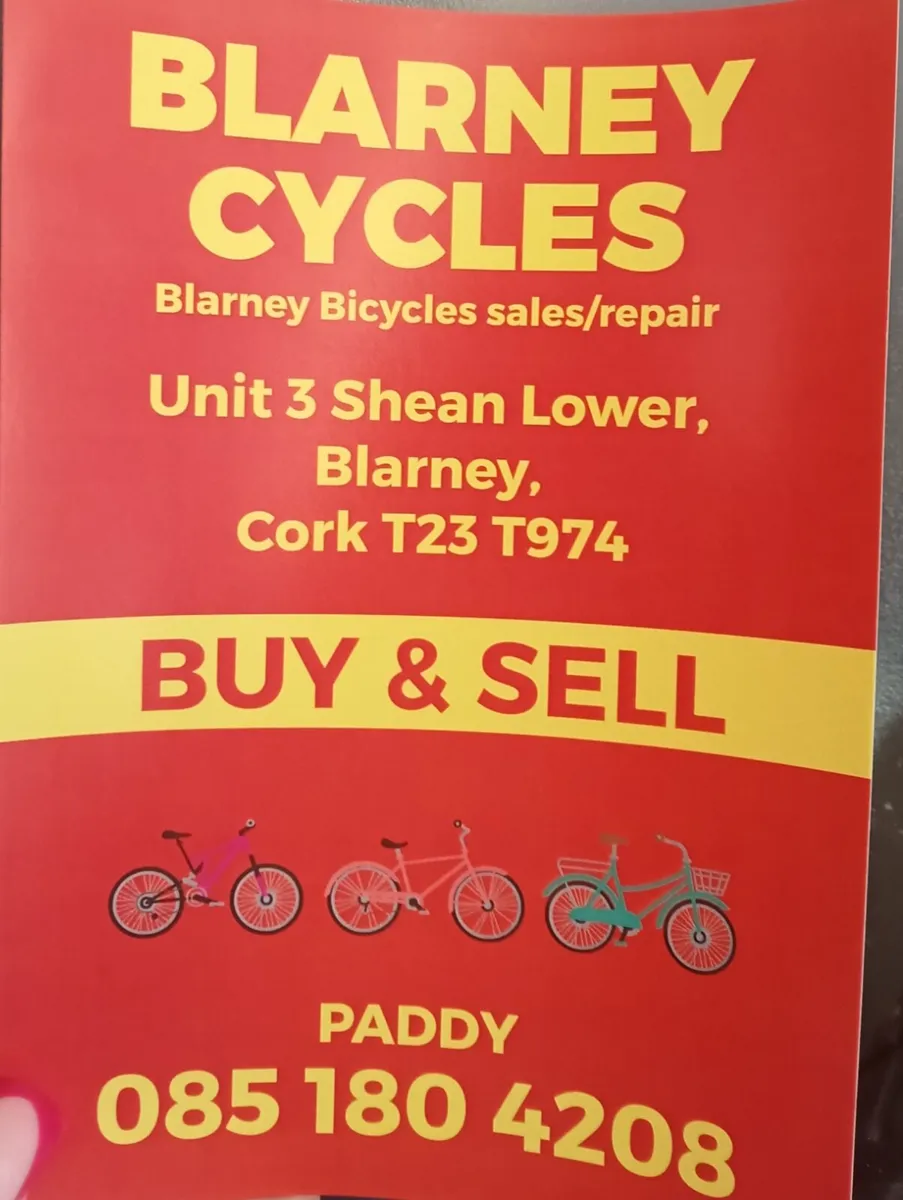 BLARNEY
CYCLES
Blarney Bicycles sales/repair
Unit 3 Shean Lower,
Blarney,
Cork T23 T974
BUY & SELL
PADDY
085 180 4208